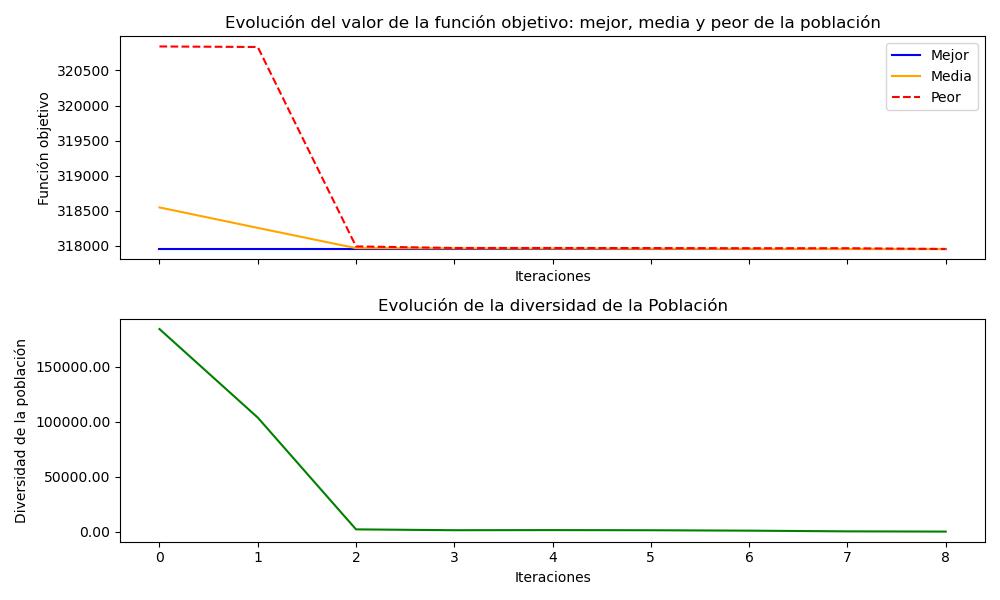 Evolución del valor de la función objetivo: mejor, media y peor de la población
Función objetivo
320500
320000
319500
319000
318500
318000
Mejor
Media
Peor
Iteraciones
Evolución de la diversidad de la Población
Diversidad de la población
150000.00
100000.00
50000.00
0.00
0 1 2 3 4 5 6 7 8
Iteraciones